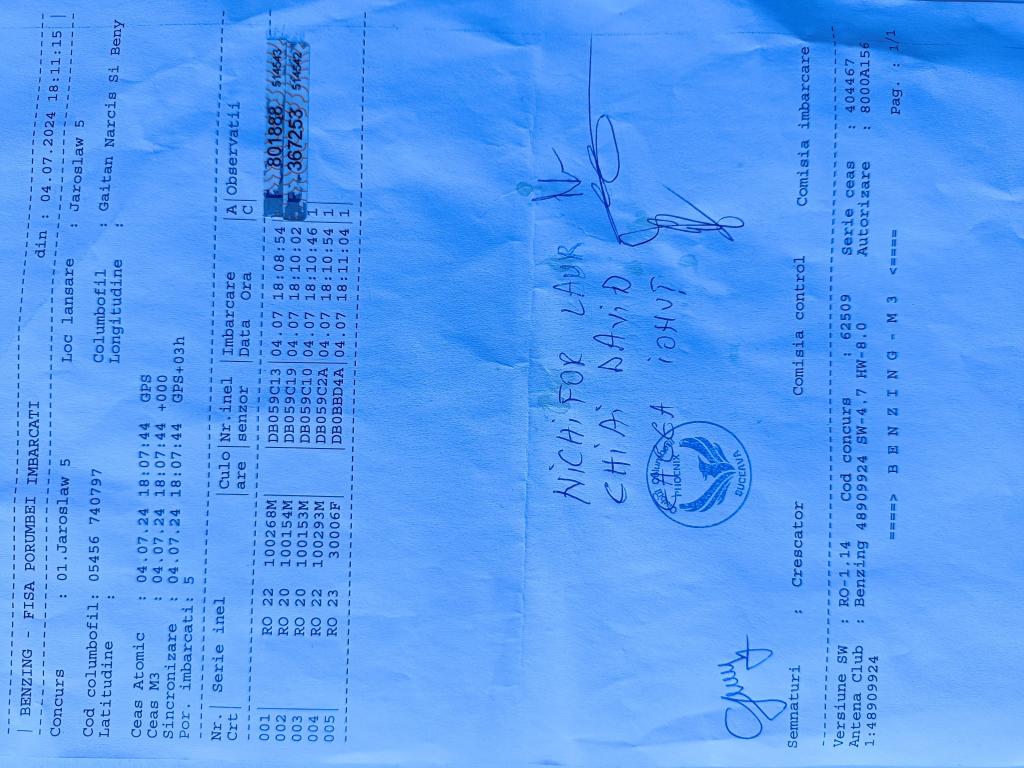 | BENZING - FISA PORUMBEI IMBARCATI din : 04.07.2024 18:11:15|
Concurs : 01.Jaroslaw 5 Loc lansare : Jaroslaw 5
Cod columbofil: 05456 740797 Columbofil : Gaitan Narcis Si Beny
Latitudine : Longitudine :
Ceas Atomic : 04.07.24 18:07:44 GPS
Ceas M3 : 04.07.24 18:07:44 +000
Sincronizare : 04.07.24 18:07:44 GPS+03h
Por. imbarcati: 5
Nr.| Serie inel |Culo|Nr.inel |Imbarcare |A Observatii
Crt| |are |senzor |Data Ora |C
001 RO 22 100268M | |DB059C13|04.07 18:08:54| 801888 514543
002 RO 20 100154M | |DB059C19|04.07 18:10:02| 367253 514542
003 RO 20 100153M | |DB059C10|04.07 18:10:46|1
004 RO 22 100293M | |DB059C2A|04.07 18:10:54|1
005 RO 23 30006F | |DB0BBD4A|04.07 18:11:04|1
NICHIFOR LAUR
CHIAI DAVID
IONUT
PHOENIX
SUCEAVA
Semnaturi : Crescator Comisia control Comisia imbarcare
Versiune SW : RO-1.14 Cod concurs : 62509 Serie ceas : 404467
Antena Club : Benzing 48909924 SW-4.7 HW-8.0 Autorizare : 8000A156
1:48909924
====> B E N Z I N G - M 3 <==== Pag. : 1/1